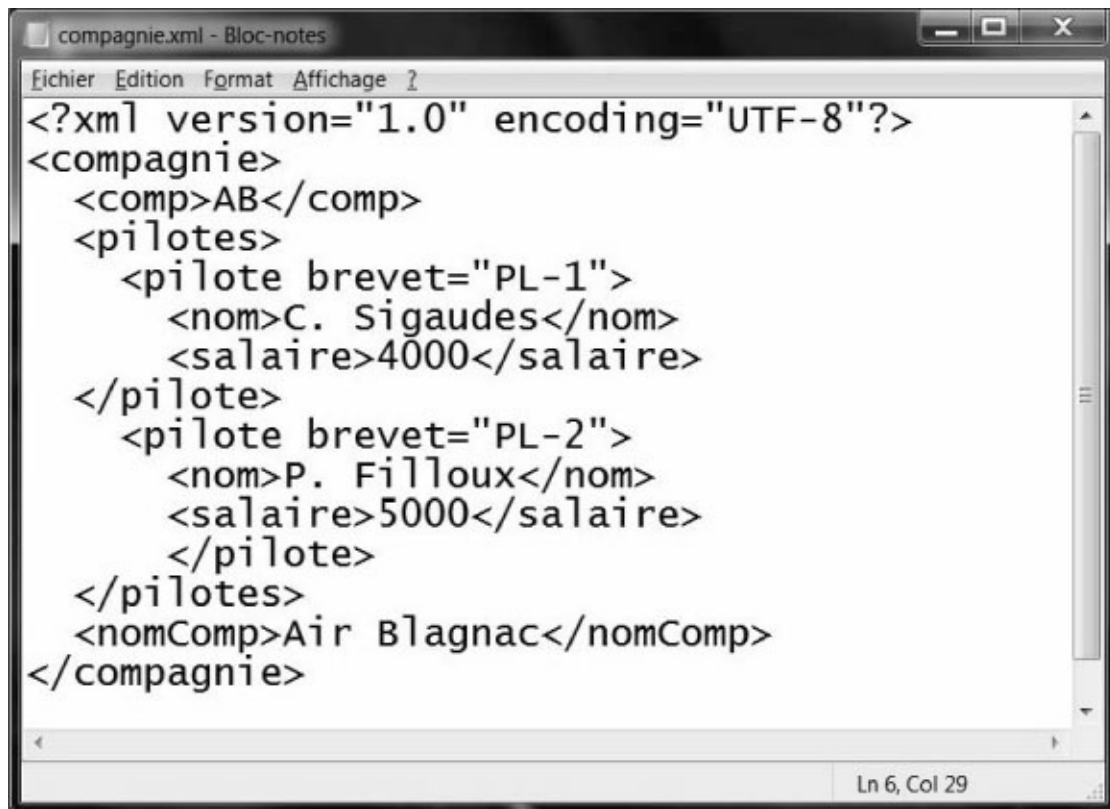 compagnie.xml - Bloc-notes
Fichier Edition Format Affichage ?
<?xml version="1.0" encoding="UTF-8"?>
<compagnie>
  <comp>AB</comp>
  <pilotes>
    <pilote brevet="PL-1">
      <nom>C. Sigaudes</nom>
      <salaire>4000</salaire>
  </pilote>
    <pilote brevet="PL-2">
      <nom>P. Filloux</nom>
      <salaire>5000</salaire>
      </pilote>
  </pilotes>
  <nomComp>Air Blagnac</nomComp>
</compagnie>
Ln 6, Col 29